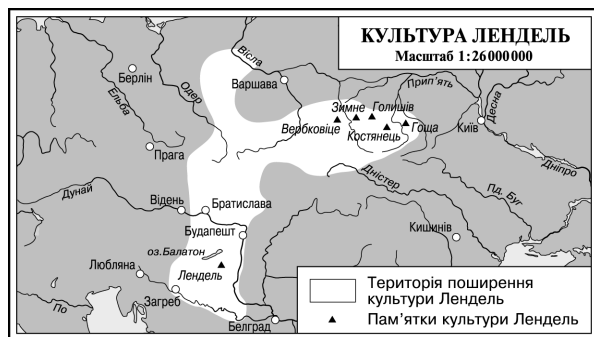 КУЛЬТУРА ЛЕНДЕЛЬ
Масштаб 1:26000000
Берлін
Ельба
Одер
Вісла
Варшава
Прип'ять
Десна
Зимне
Голишів
Вербковіце
Костянець
Гоща
Київ
Дніпро
Прага
Дністер
Пд. Буг
Дунай
Відень
Братислава
Будапешт
Кишинів
оз.Балатон
Лендель
Любляна
Загреб
По
Белград
Територія поширення
культури Лендель
Пам'ятки культури Лендель